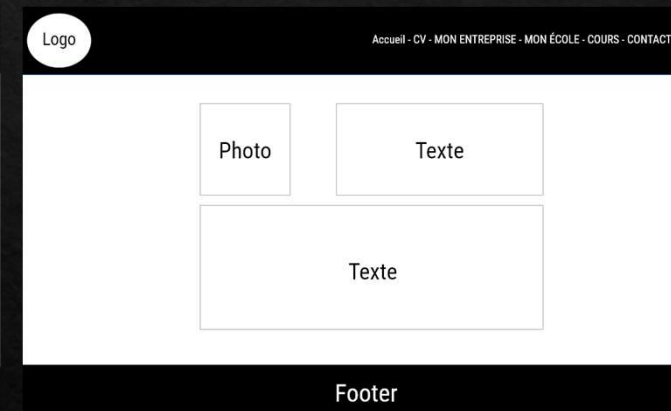 Logo
Accueil - CV - MON ENTREPRISE - MON ÉCOLE - COURS - CONTACT
Photo
Texte
Texte
Footer